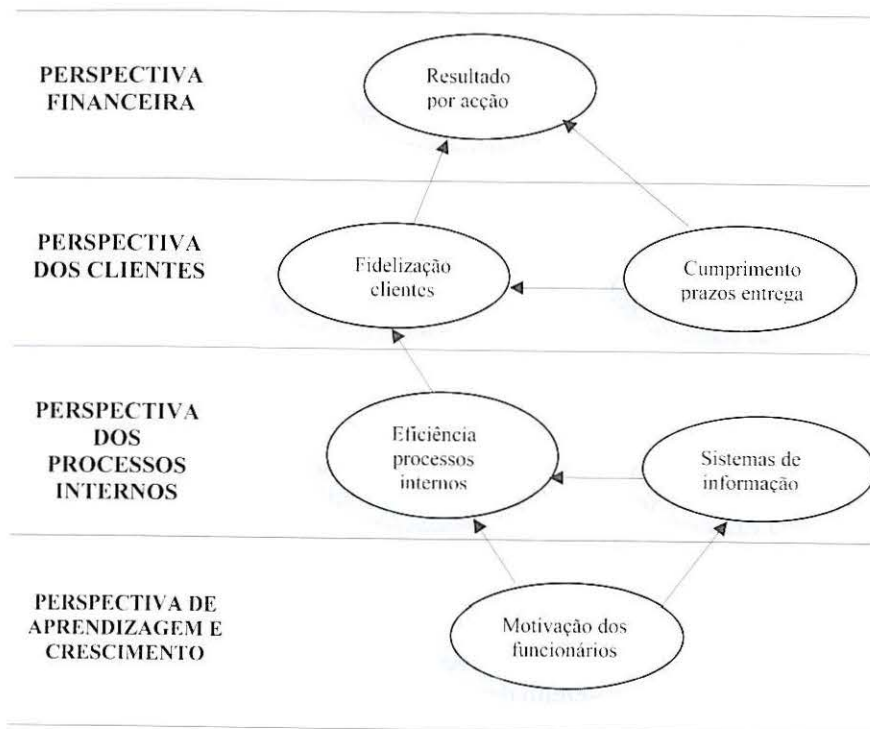 PERSPECTIVA
FINANCEIRA
Resultado
por acção
PERSPECTIVA
DOS CLIENTES
Fidelização
clientes
Cumprimento
prazos entrega
PERSPECTIVA
DOS
PROCESSOS
INTERNOS
Eficiência
processos
internos
Sistemas de
informação
PERSPECTIVA DE
APRENDIZAGEM E
CRESCIMENTO
Motivação dos
funcionários